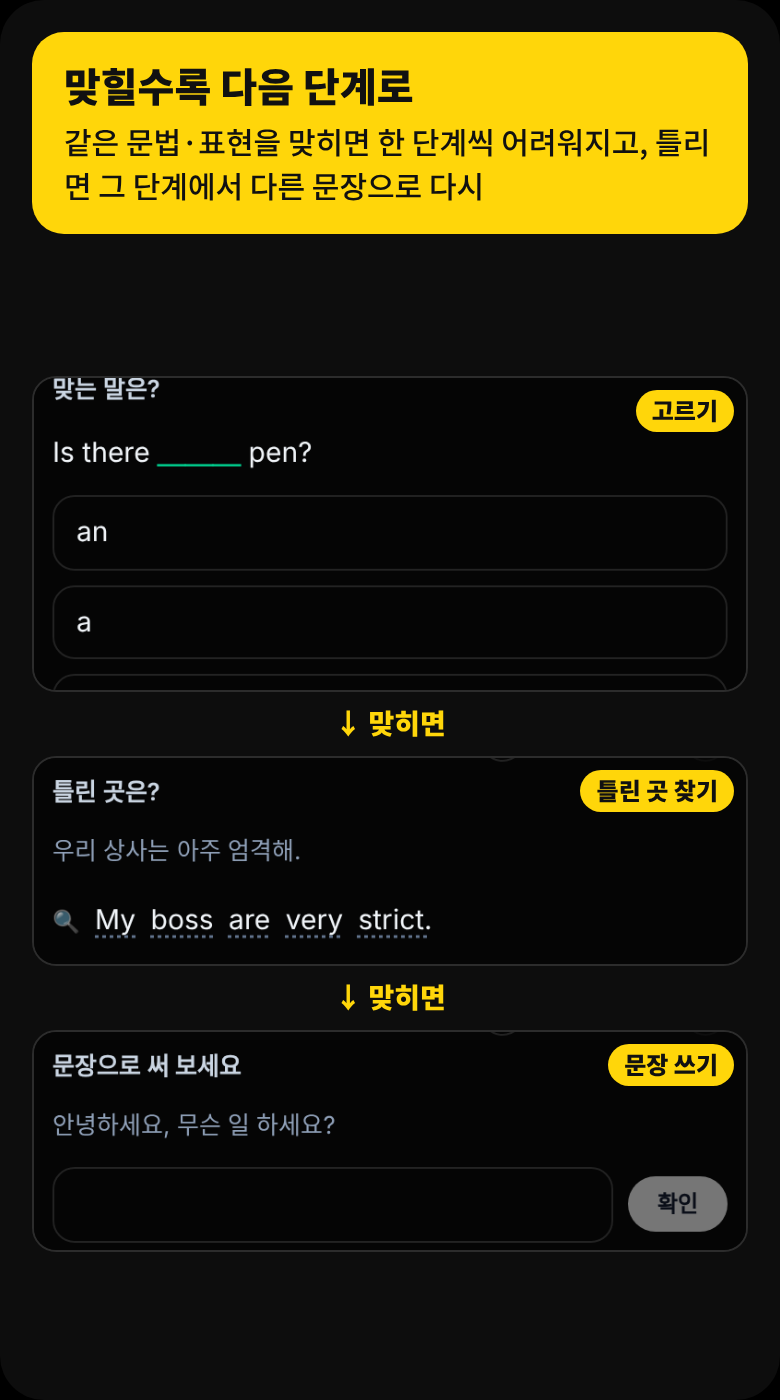 맞힐수록 다음 단계로
같은 문법·표현을 맞히면 한 단계씩 어려워지고, 틀리
면 그 단계에서 다른 문장으로 다시
맞는 말은?
고르기
Is there ______ pen?
an
a
↓ 맞히면
틀린 곳은?
틀린 곳 찾기
우리 상사는 아주 엄격해.
My boss are very strict.
↓ 맞히면
문장으로 써 보세요
문장 쓰기
안녕하세요, 무슨 일 하세요?
확인